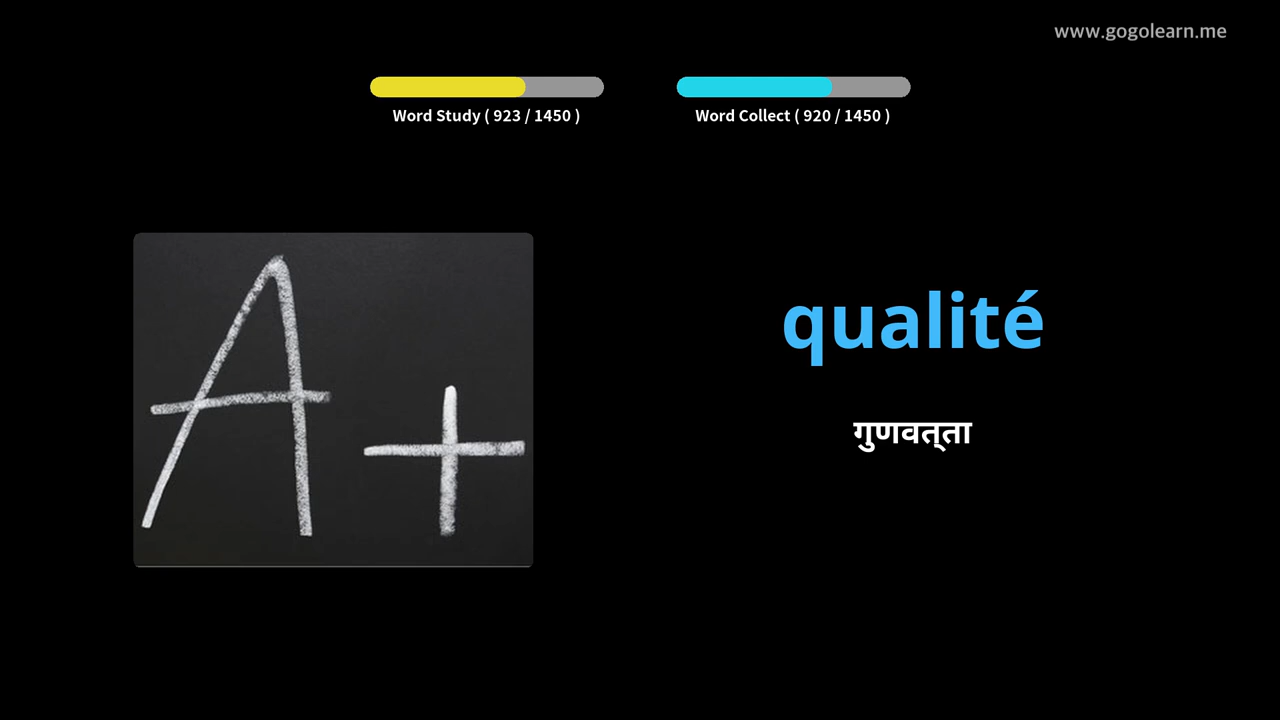 www.gogolearn.me
Word Study ( 923 / 1450 )
Word Collect ( 920 / 1450 )
A+
qualité
गुणवत्ता